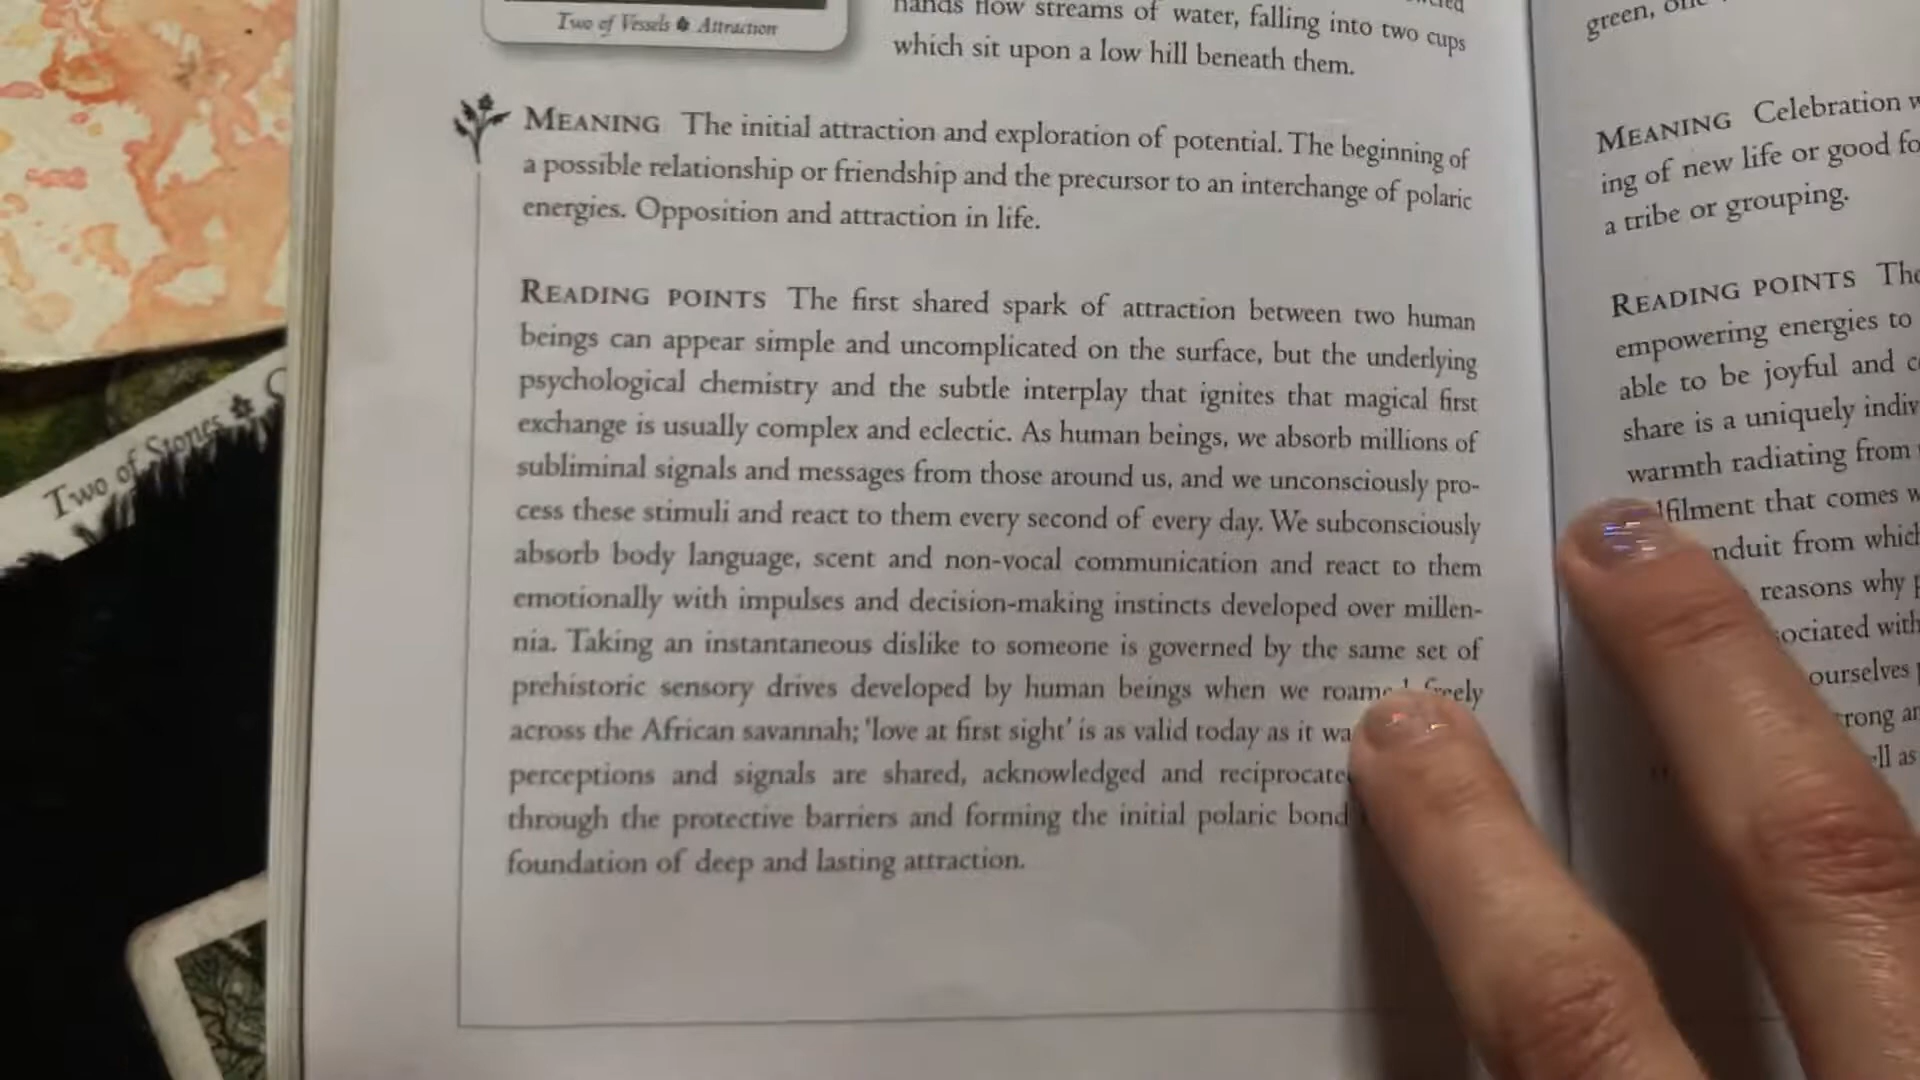 Two of Vessels Attraction
hands flow streams of water, falling into two cups
which sit upon a low hill beneath them.
MEANING The initial attraction and exploration of potential. The beginning of
a possible relationship or friendship and the precursor to an interchange of polaric
energies. Opposition and attraction in life.
READING POINTS The first shared spark of attraction between two human
beings can appear simple and uncomplicated on the surface, but the underlying
psychological chemistry and the subtle interplay that ignites that magical first
exchange is usually complex and eclectic. As human beings, we absorb millions of
subliminal signals and messages from those around us, and we unconsciously pro-
cess these stimuli and react to them every second of every day. We subconsciously
absorb body language, scent and non-vocal communication and react to them
emotionally with impulses and decision-making instincts developed over millen-
nia. Taking an instantaneous dislike to someone is governed by the same set of
prehistoric sensory drives developed by human beings when we roamed freely
across the African savannah; 'love at first sight' is as valid today as it
perceptions and signals are shared, acknowledged and
through the protective barriers and forming the initial polaric bond
foundation of deep and lasting attraction.
Two of Stones
green,
MEANING Celebration
ing of new life or good
a tribe or grouping.
READING POINTS
empowering energies to
able to be joyful and
share is a uniquely
warmth radiating from
that comes
from which
reasons why
with
ourselves
as